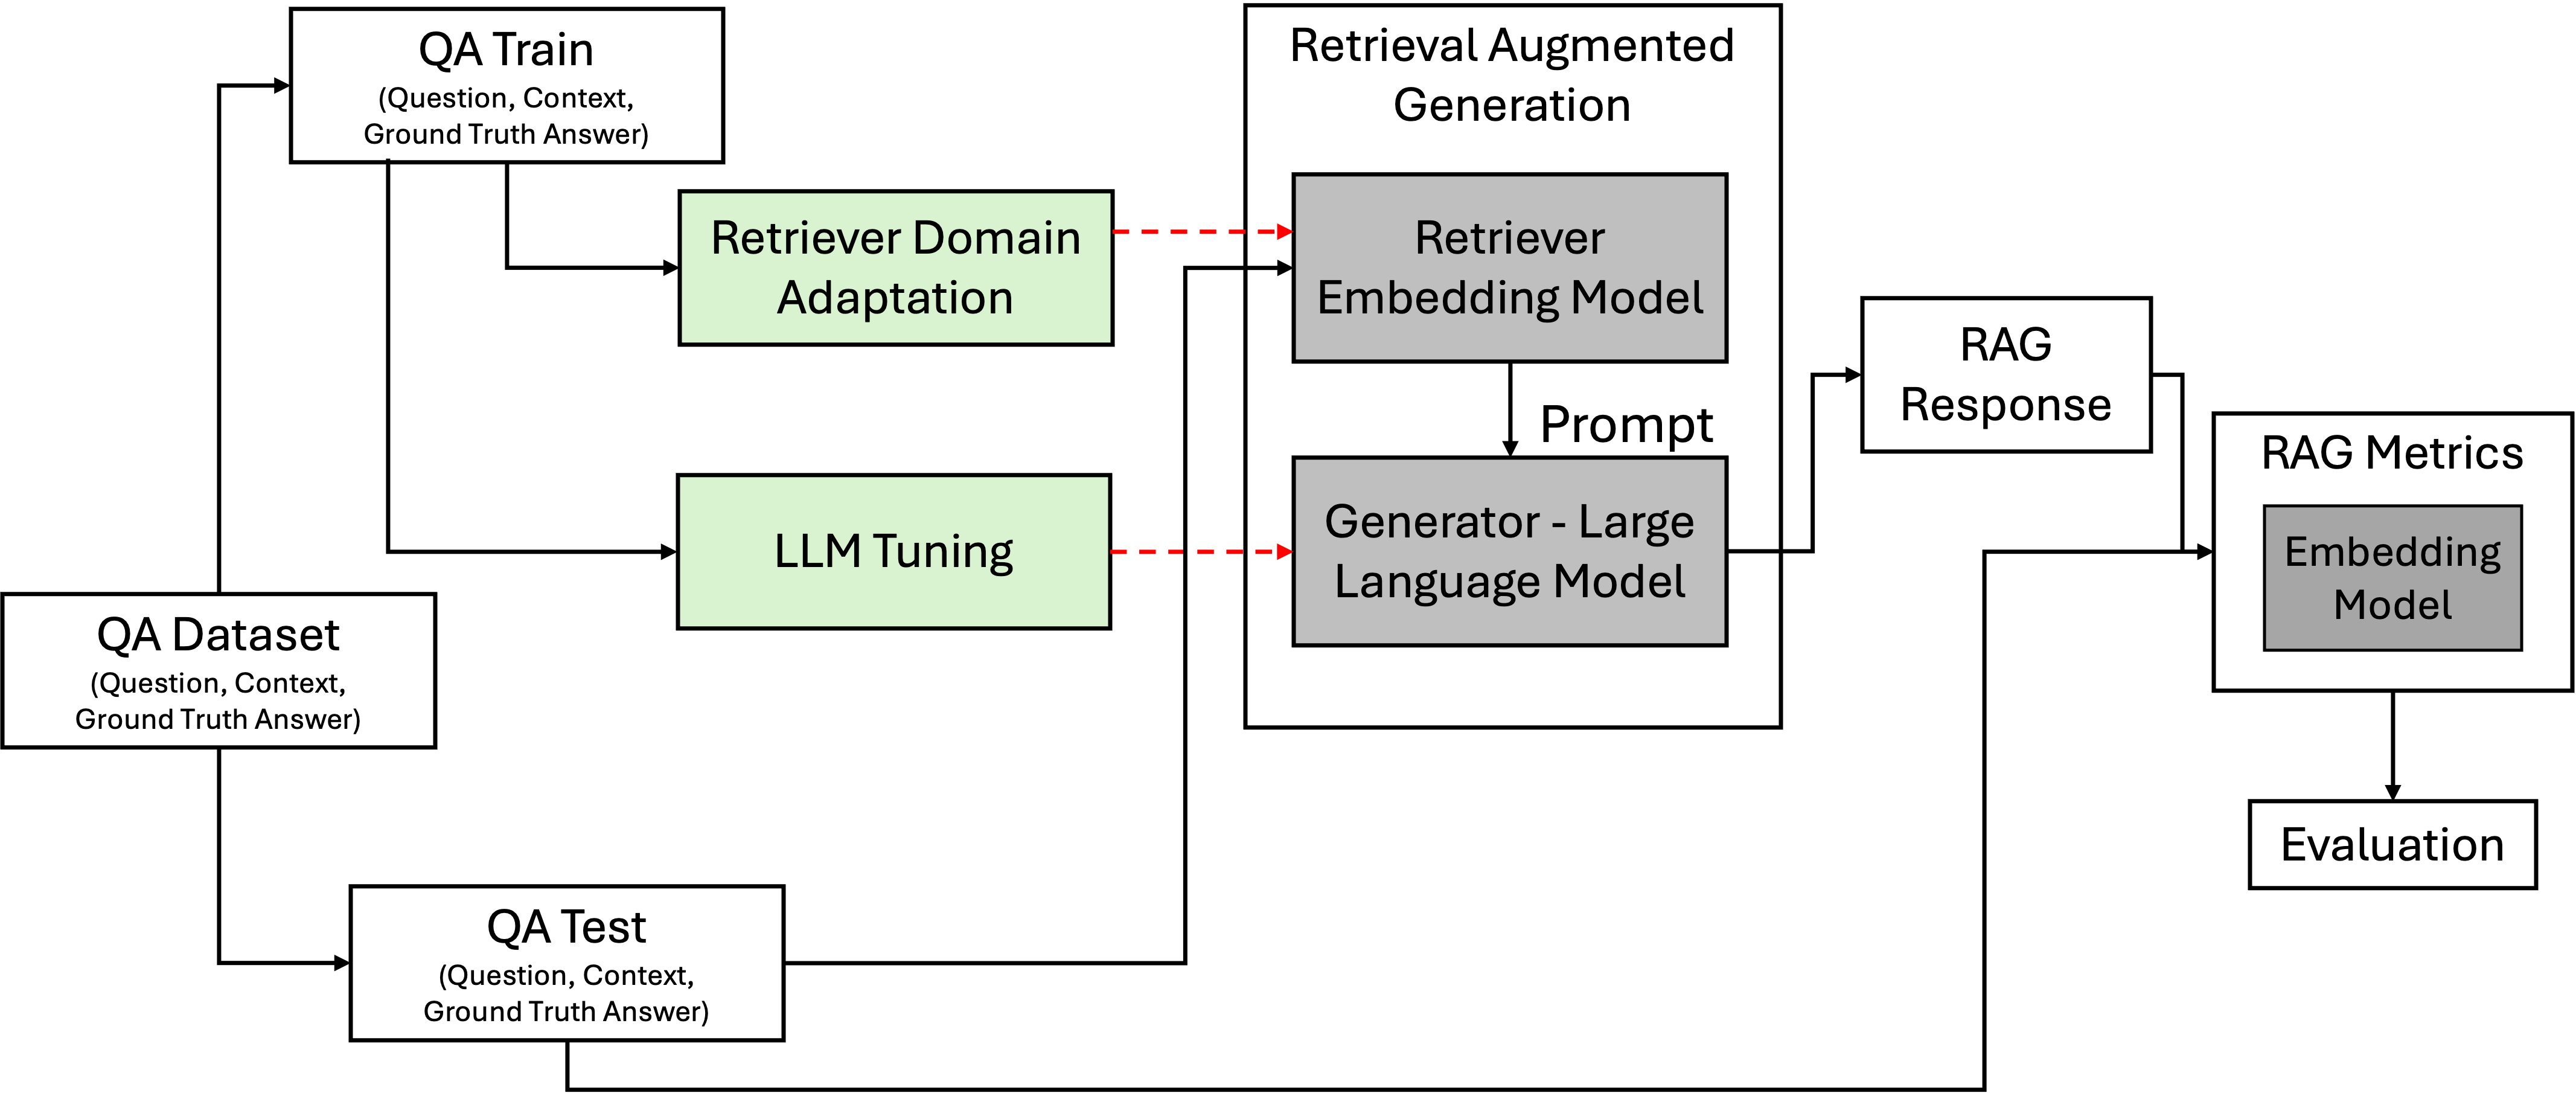 QA Train
(Question, Context,
Ground Truth Answer)
Retriever Domain
Adaptation
LLM Tuning
QA Dataset
(Question, Context,
Ground Truth Answer)
QA Test
(Question, Context,
Ground Truth Answer)
Retrieval Augmented
Generation
Retriever
Embedding Model
Prompt
Generator - Large
Language Model
RAG
Response
RAG Metrics
Embedding
Model
Evaluation